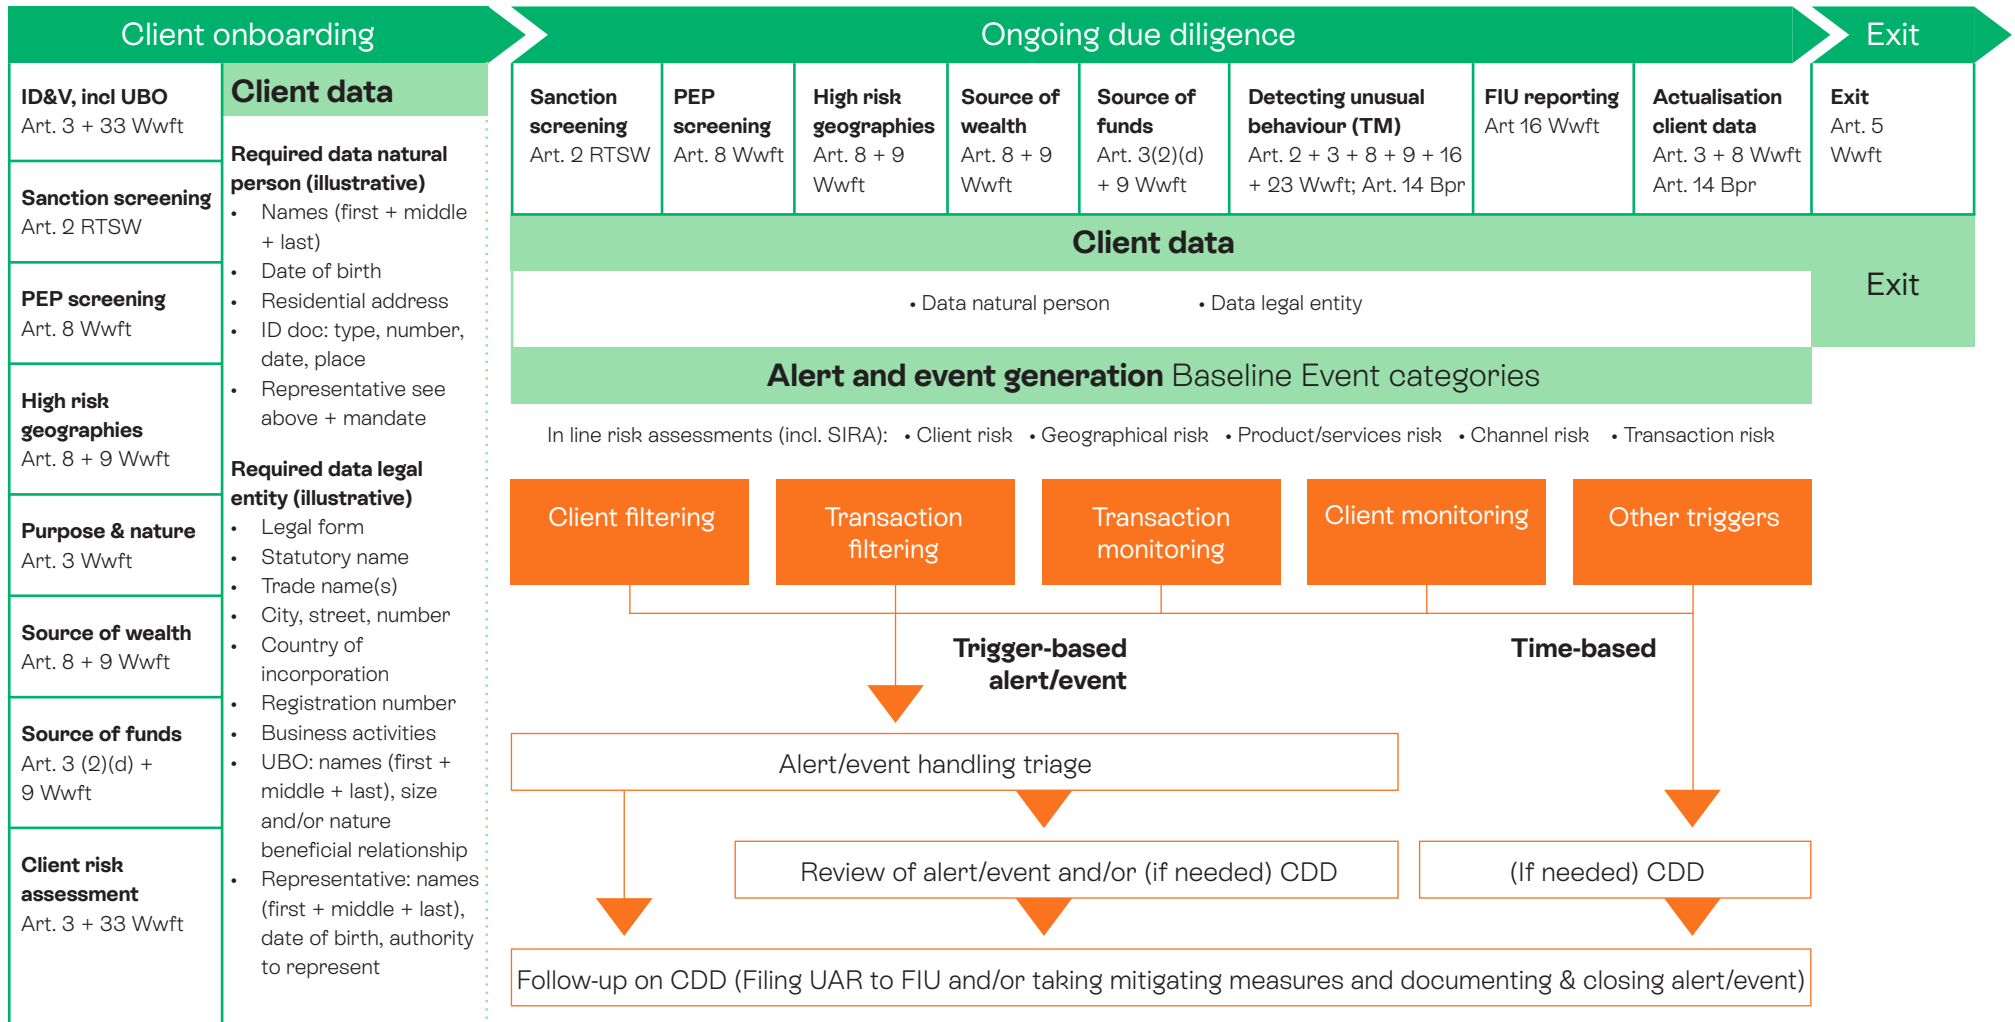 Client onboarding
Ongoing due diligence
Exit
ID&V, incl UBO
Art. 3 + 33 Wwft
Sanction screening
Art. 2 RTSW
PEP screening
Art. 8 Wwft
High risk
geographies
Art. 8 + 9 Wwft
Purpose & nature
Art. 3 Wwft
Source of wealth
Art. 8 + 9 Wwft
Source of funds
Art. 3 (2)(d) +
9 Wwft
Client risk
assessment
Art. 3 + 33 Wwft
Client data
Required data natural
person (illustrative)
• Names (first + middle
+ last)
• Date of birth
• Residential address
• ID doc: type, number,
date, place
• Representative see
above + mandate
Required data legal
entity (illustrative)
• Legal form
• Statutory name
• Trade name(s)
• City, street, number
• Country of
incorporation
• Registration number
• Business activities
• UBO: names (first +
middle + last), size
and/or nature
beneficial relationship
• Representative: names
(first + middle + last),
date of birth, authority
to represent
Sanction
screening
Art. 2 RTSW
PEP
screening
Art. 8 Wwft
High risk
geographies
Art. 8 + 9
Wwft
Source of
wealth
Art. 8 + 9
Wwft
Source of
funds
Art. 3(2)(d)
+ 9 Wwft
Detecting unusual
behaviour (TM)
Art. 2 + 3 + 8 + 9 + 16
+ 23 Wwft; Art. 14 Bpr
FIU reporting
Art 16 Wwft
Actualisation
client data
Art. 3 + 8 Wwft
Art. 14 Bpr
Exit
Art. 5
Wwft
Client data
• Data natural person • Data legal entity
Exit
Alert and event generation Baseline Event categories
In line risk assessments (incl. SIRA): • Client risk • Geographical risk • Product/services risk • Channel risk • Transaction risk
Client filtering
Transaction
filtering
Transaction
monitoring
Client monitoring
Other triggers
Trigger-based
alert/event
Time-based
Alert/event handling triage
Review of alert/event and/or (if needed) CDD
(If needed) CDD
Follow-up on CDD (Filing UAR to FIU and/or taking mitigating measures and documenting & closing alert/event)